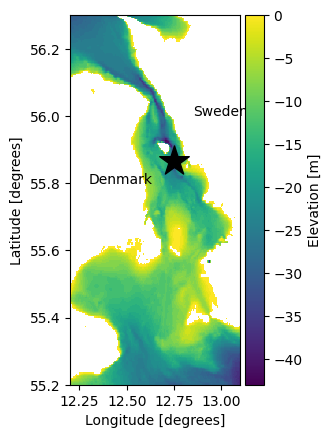 56.2
56.0
55.8
55.6
55.4
55.2
Latitude [degrees]
Sweden
Denmark
12.25 12.50 12.75 13.00
Longitude [degrees]
0
−5
−10
−15
−20
−25
−30
−35
−40
Elevation [m]